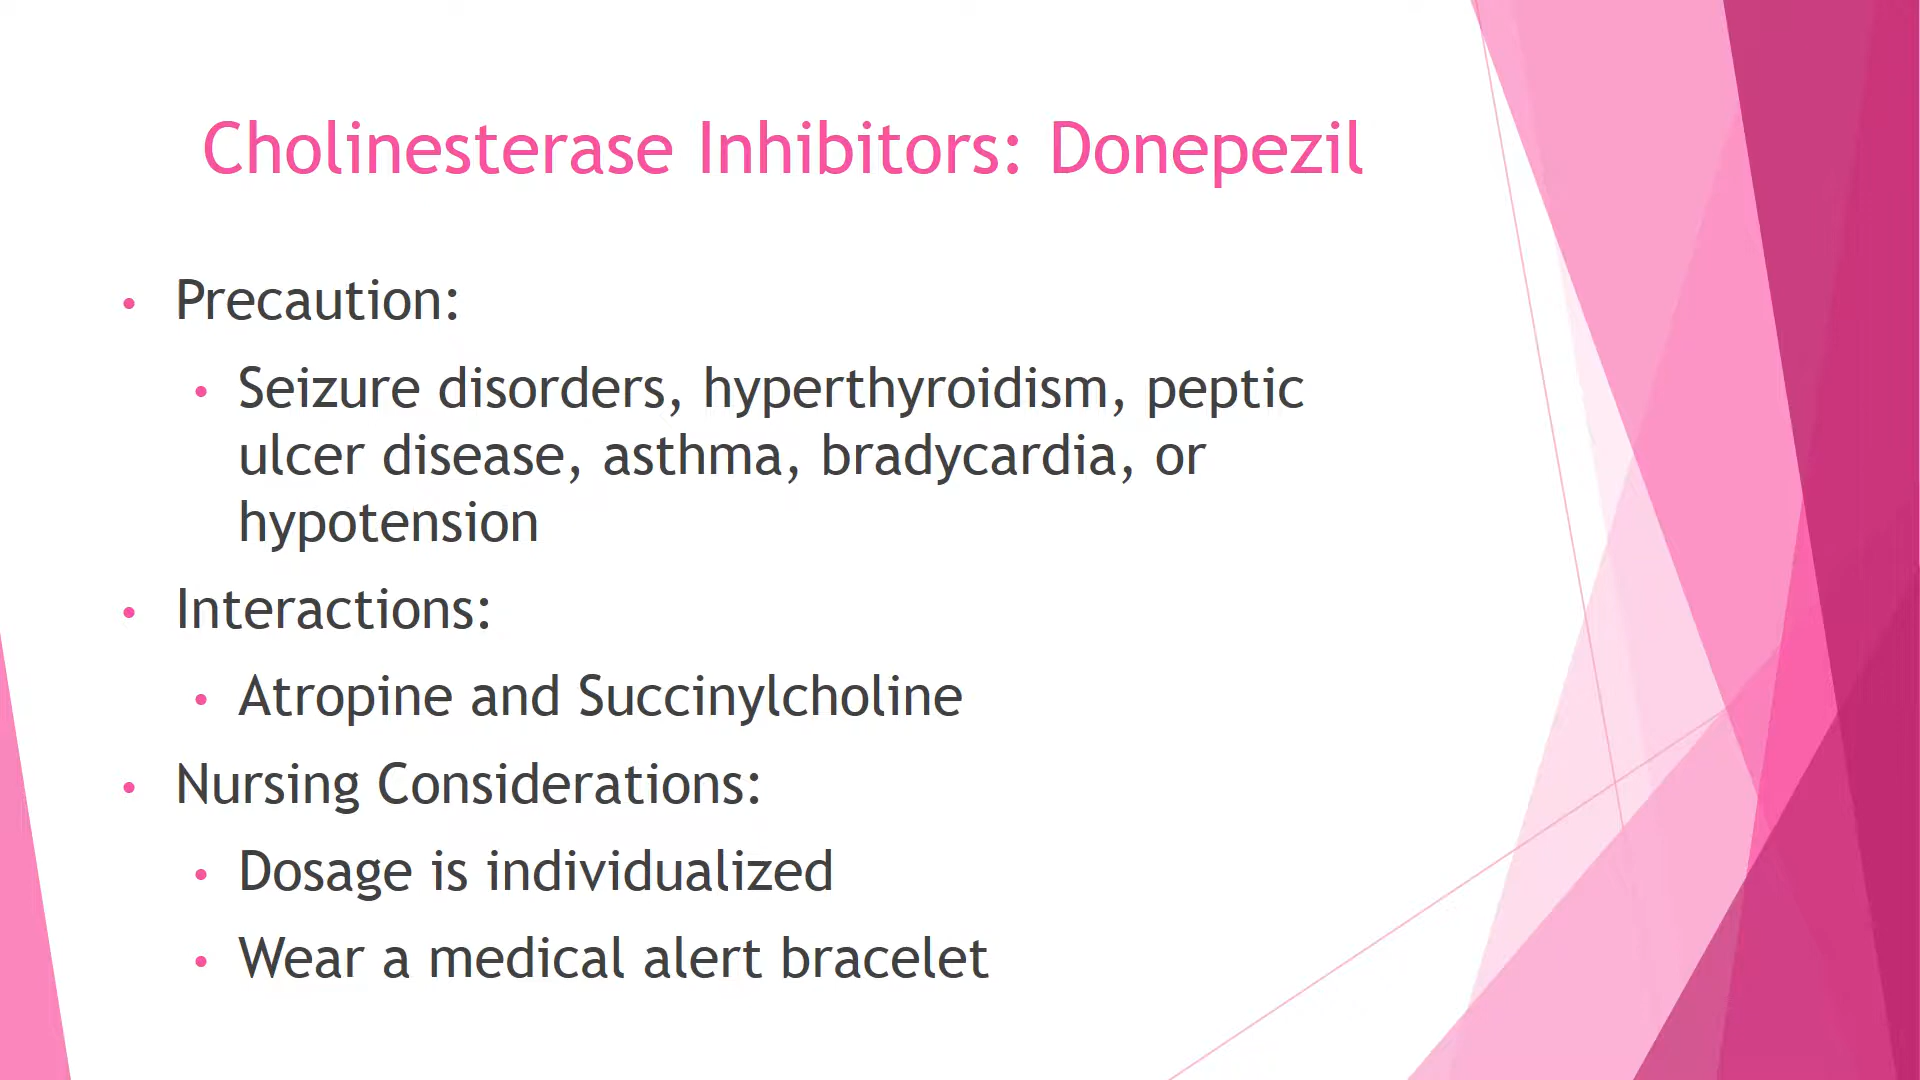 Cholinesterase Inhibitors: Donepezil
• Precaution:
• Seizure disorders, hyperthyroidism, peptic
ulcer disease, asthma, bradycardia, or
hypotension
• Interactions:
• Atropine and Succinylcholine
• Nursing Considerations:
• Dosage is individualized
• Wear a medical alert bracelet